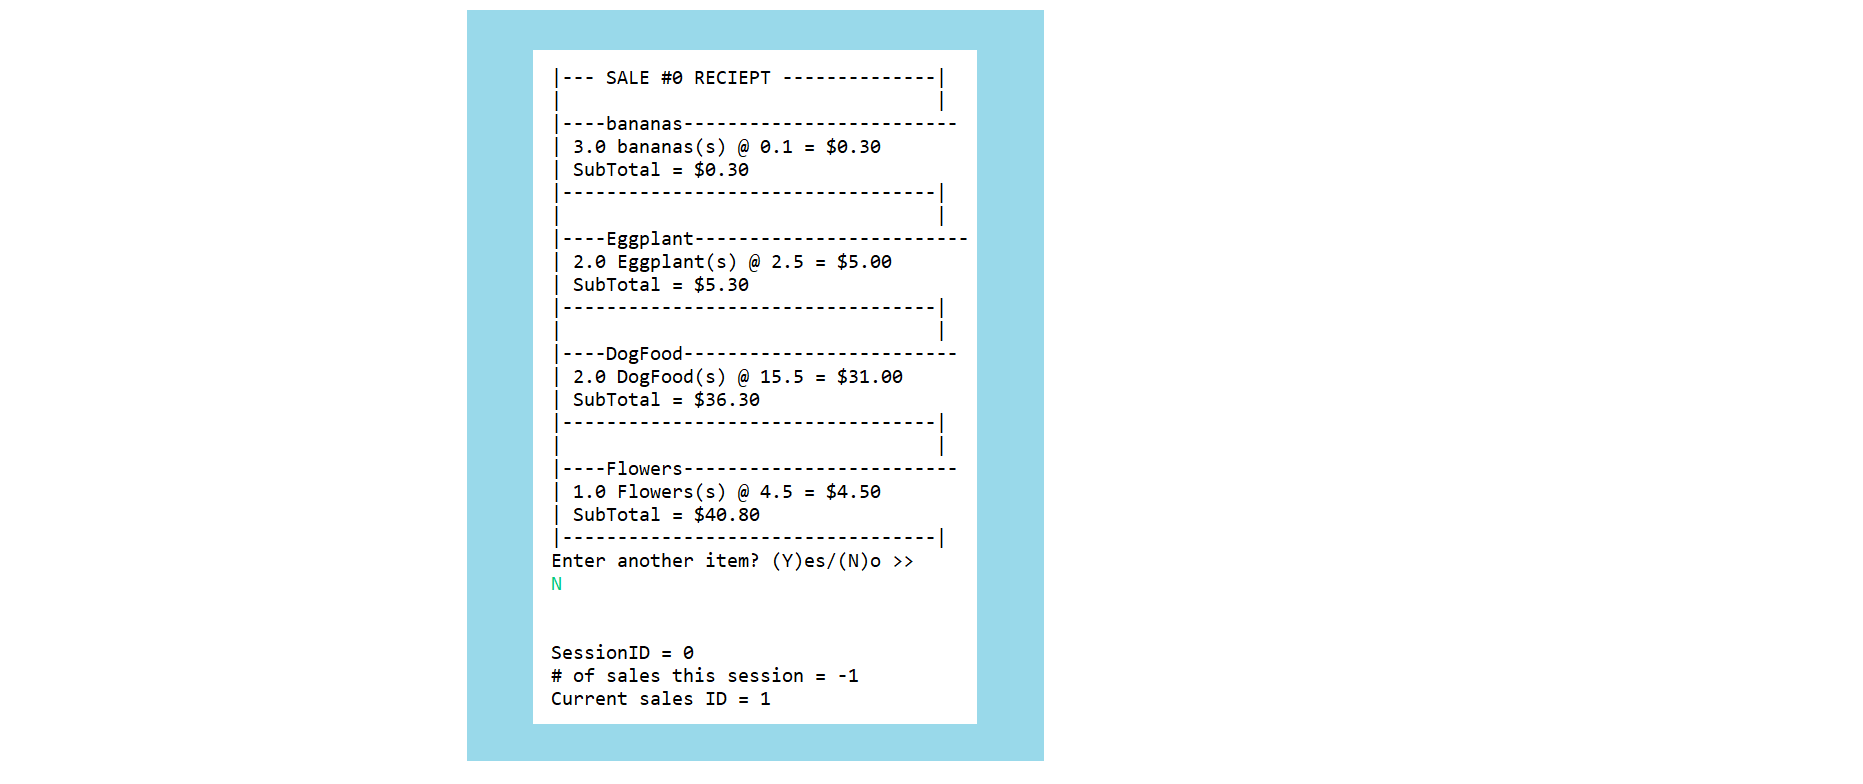 |--- SALE #0 RECIEPT --------------|
|                                  |
|----bananas-------------------------
| 3.0 bananas(s) @ 0.1 = $0.30
| SubTotal = $0.30
|----------------------------------|
|                                  |
|----Eggplant-------------------------
| 2.0 Eggplant(s) @ 2.5 = $5.00
| SubTotal = $5.30
|----------------------------------|
|                                  |
|----DogFood-------------------------
| 2.0 DogFood(s) @ 15.5 = $31.00
| SubTotal = $36.30
|----------------------------------|
|                                  |
|----Flowers-------------------------
| 1.0 Flowers(s) @ 4.5 = $4.50
| SubTotal = $40.80
|----------------------------------|
Enter another item? (Y)es/(N)o >>
N
SessionID = 0
# of sales this session = -1
Current sales ID = 1